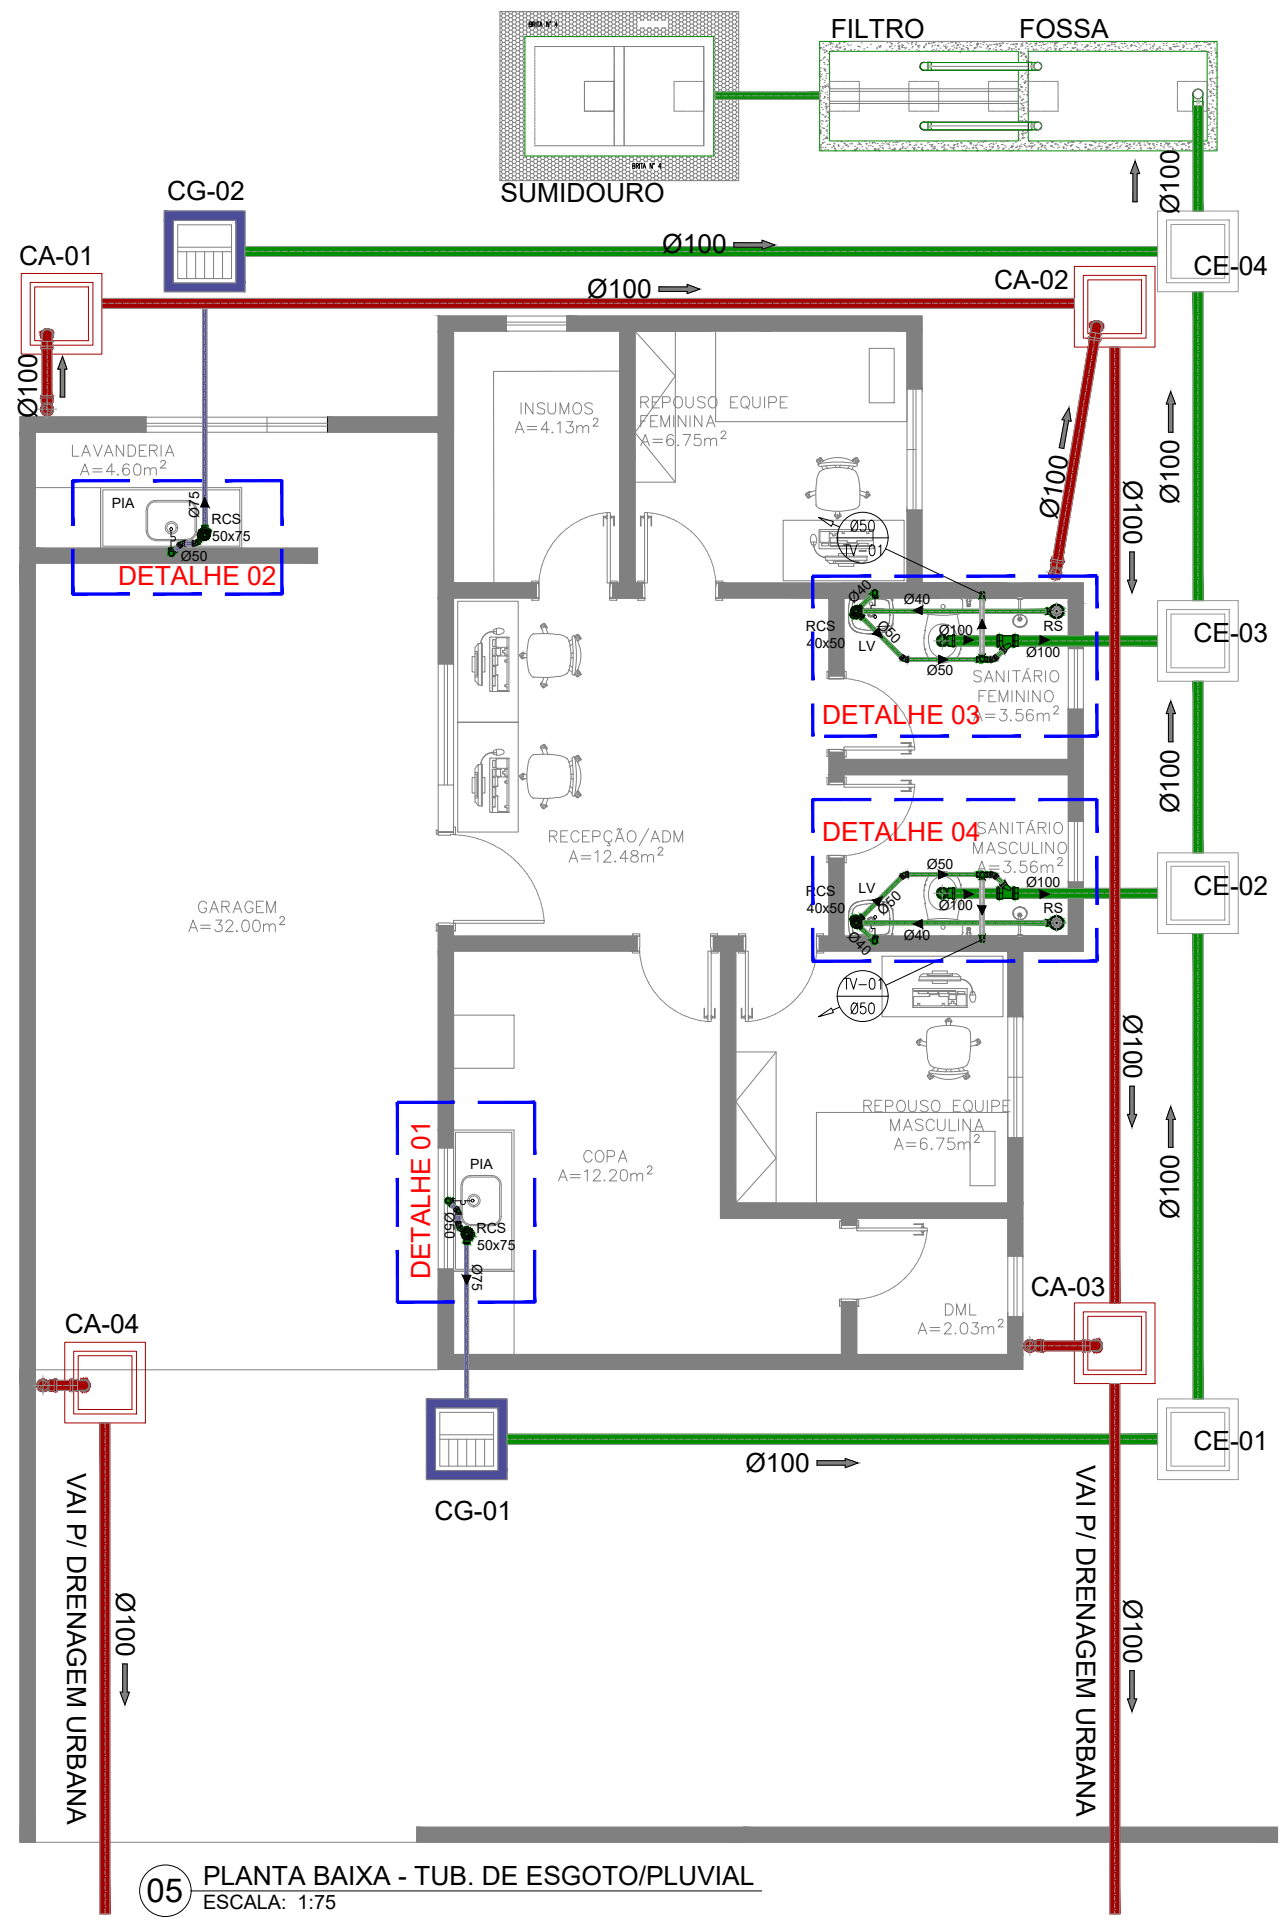 FILTRO
FOSSA
BRITA N° 4
BRITA N° 4
SUMIDOURO
CG-02
Ø100
Ø100
CE-04
CA-01
Ø100
CA-02
Ø100
INSUMOS
A=4.13m²
REPOUSO EQUIPE
FEMININA
A=6.75m²
LAVANDERIA
A=4.60m²
PIA
Ø75
RCS
50x75
Ø50
DETALHE 02
Ø100
Ø100
Ø100
Ø50
TV-01
Ø40
Ø40
RCS
40x50
Ø50
LV
Ø100
RS
Ø100
Ø50
CE-03
SANITÁRIO
FEMININO
A=3.56m²
DETALHE 03
Ø100
DETALHE 04
SANITÁRIO
MASCULINO
A=3.56m²
RECEPÇÃO/ADM
A=12.48m²
Ø50
RCS
40x50
LV
Ø50
Ø100
Ø100
RS
Ø40
Ø40
CE-02
GARAGEM
A=32.00m²
TV-01
Ø50
Ø100
REPOUSO EQUIPE
MASCULINA
A=6.75m²
Ø100
DETALHE 01
COPA
A=12.20m²
PIA
Ø50
RCS
50x75
Ø75
CA-03
DML
A=2.03m²
CA-04
CE-01
Ø100
CG-01
VAI P/ DRENAGEM URBANA
Ø100
VAI P/ DRENAGEM URBANA
Ø100
05
PLANTA BAIXA - TUB. DE ESGOTO/PLUVIAL
ESCALA: 1:75